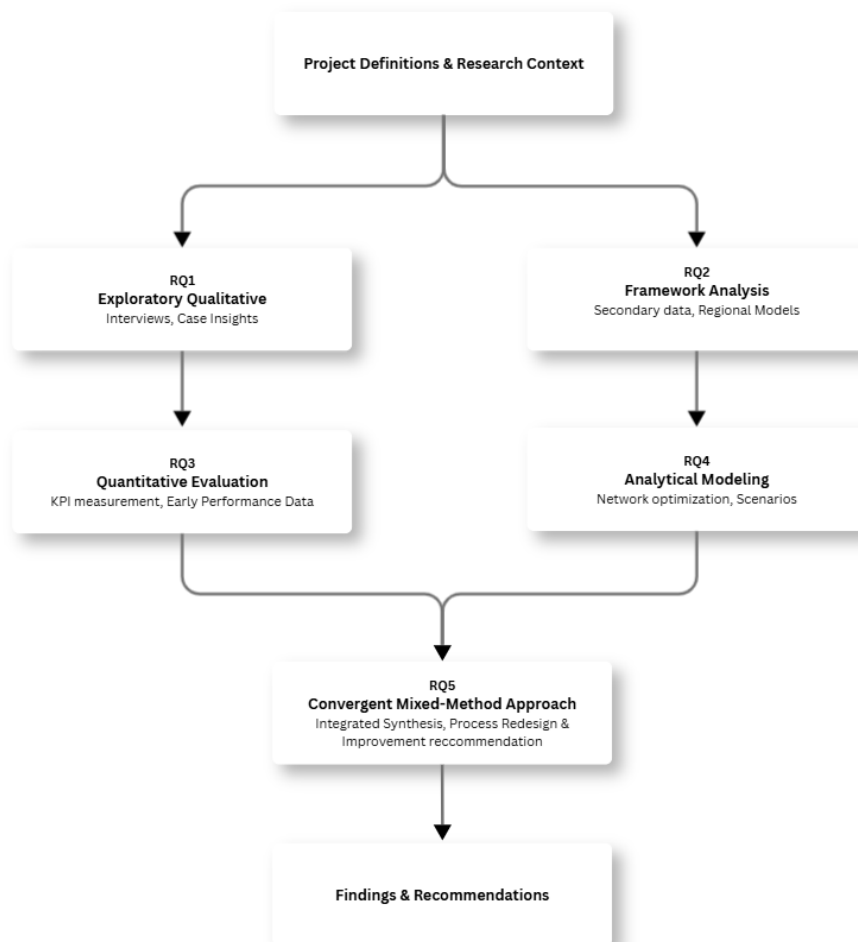 Project Definitions & Research Context
RQ1
Exploratory Qualitative
Interviews, Case Insights
RQ2
Framework Analysis
Secondary data, Regional Models
RQ3
Quantitative Evaluation
KPI measurement, Early Performance Data
RQ4
Analytical Modeling
Network optimization, Scenarios
RQ5
Convergent Mixed-Method Approach
Integrated Synthesis, Process Redesign &
Improvement reccommendation
Findings & Recommendations